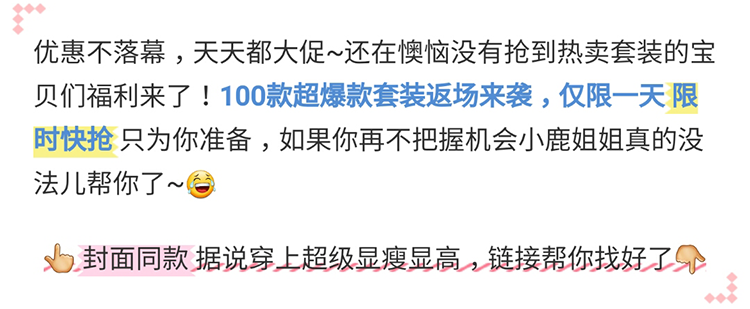 优惠不落幕，天天都大促~还在懊恼没有抢到热卖套装的宝
贝们福利来了！100款超爆款套装返场来袭，仅限一天 限
时快抢 只为你准备，如果你再不把握机会小鹿姐姐真的没
法儿帮你了~😂
👆封面同款 据说穿上超级显瘦显高，链接帮你找好了👇